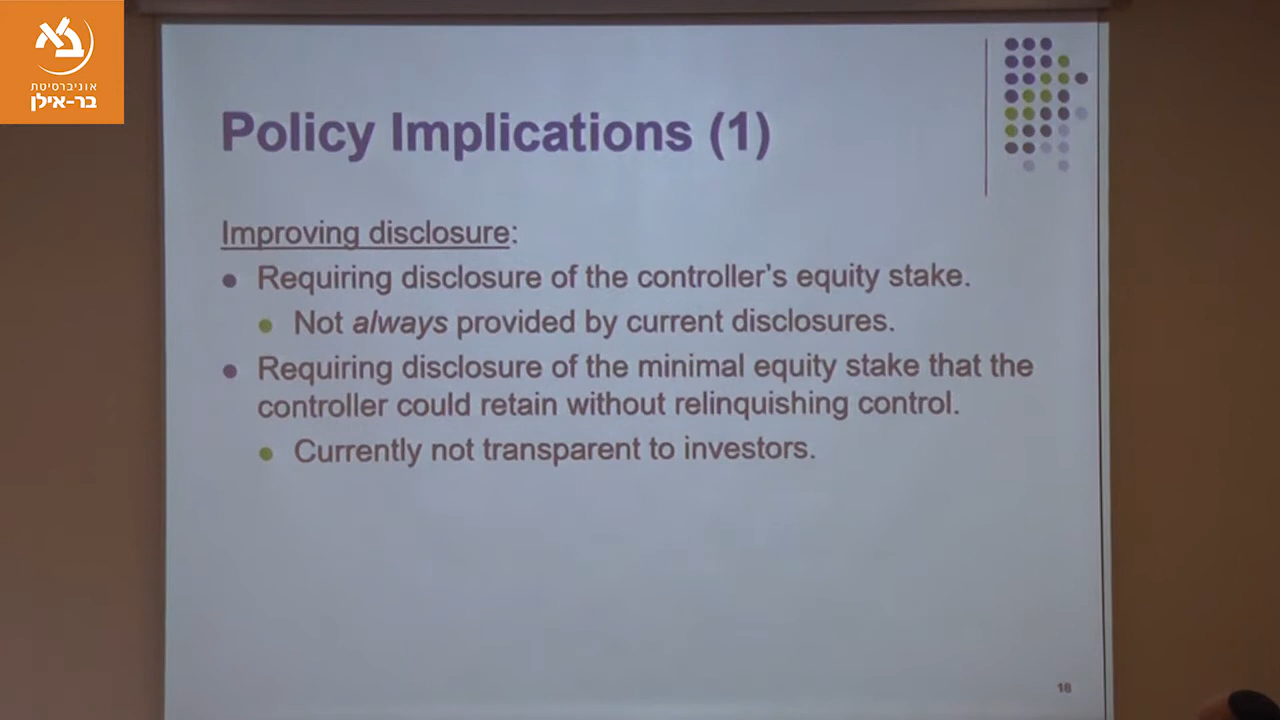 אוניברסיטת
בר-אילן
Policy Implications (1)
Improving disclosure:
● Requiring disclosure of the controller's equity stake.
● Not always provided by current disclosures.
● Requiring disclosure of the minimal equity stake that the
controller could retain without relinquishing control.
● Currently not transparent to investors.